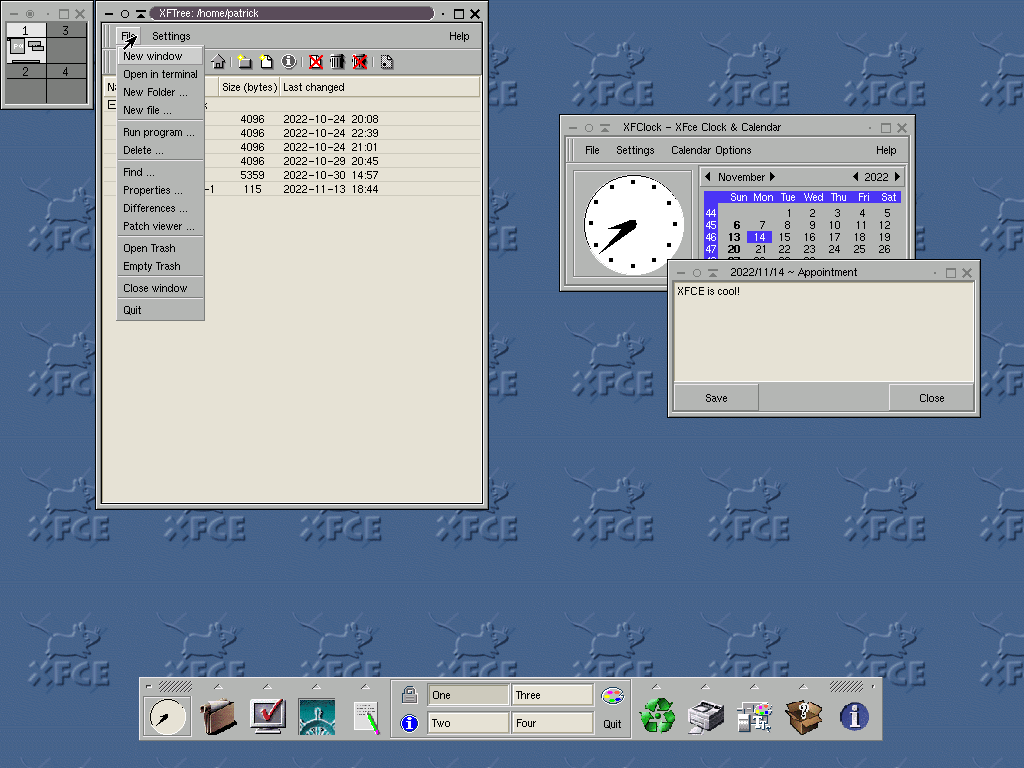 1 3
2 4
XFTree: /home/patrick
File Settings Help
New window
Open in terminal
New Folder ...
New file ...
Run program ...
Delete ...
Find ...
Properties ...
Differences ...
Patch viewer ...
Open Trash
Empty Trash
Close window
Quit
Size (bytes) Last changed
4096 2022-10-24 20:08
4096 2022-10-24 22:39
4096 2022-10-24 21:01
4096 2022-10-29 20:45
5359 2022-10-30 14:57
-1 115 2022-11-13 18:44
XFClock - XFce Clock & Calendar
File Settings Calendar Options Help
November 2022
Sun Mon Tue Wed Thu Fri Sat
44 1 2 3 4 5
45 6 7 8 9 10 11 12
46 13 14 15 16 17 18 19
47 20 21 22 23 24 25 26
2022/11/14 ~ Appointment
XFCE is cool!
Save Close
XFCE
One Three
Two Four
Quit